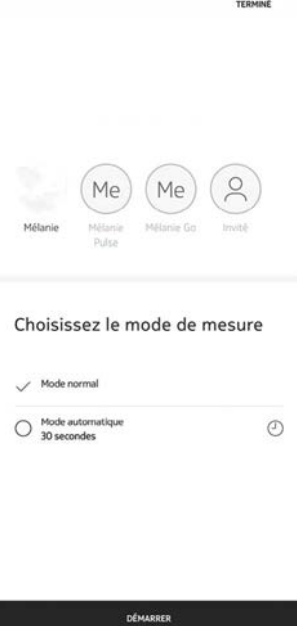 TERMINÉ
Me
Me
Mélanie
Mélanie
Pulse
Mélanie Go
Invité
Choisissez le mode de mesure
Mode normal
Mode automatique
30 secondes
DÉMARRER